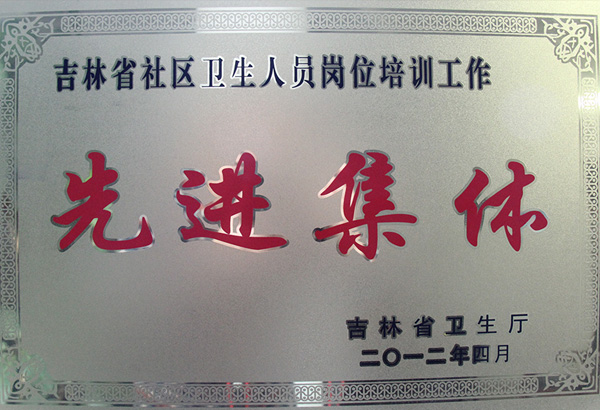 吉林省社区卫生人员岗位培训工作
先进集体
吉林省卫生厅
二〇一二年四月